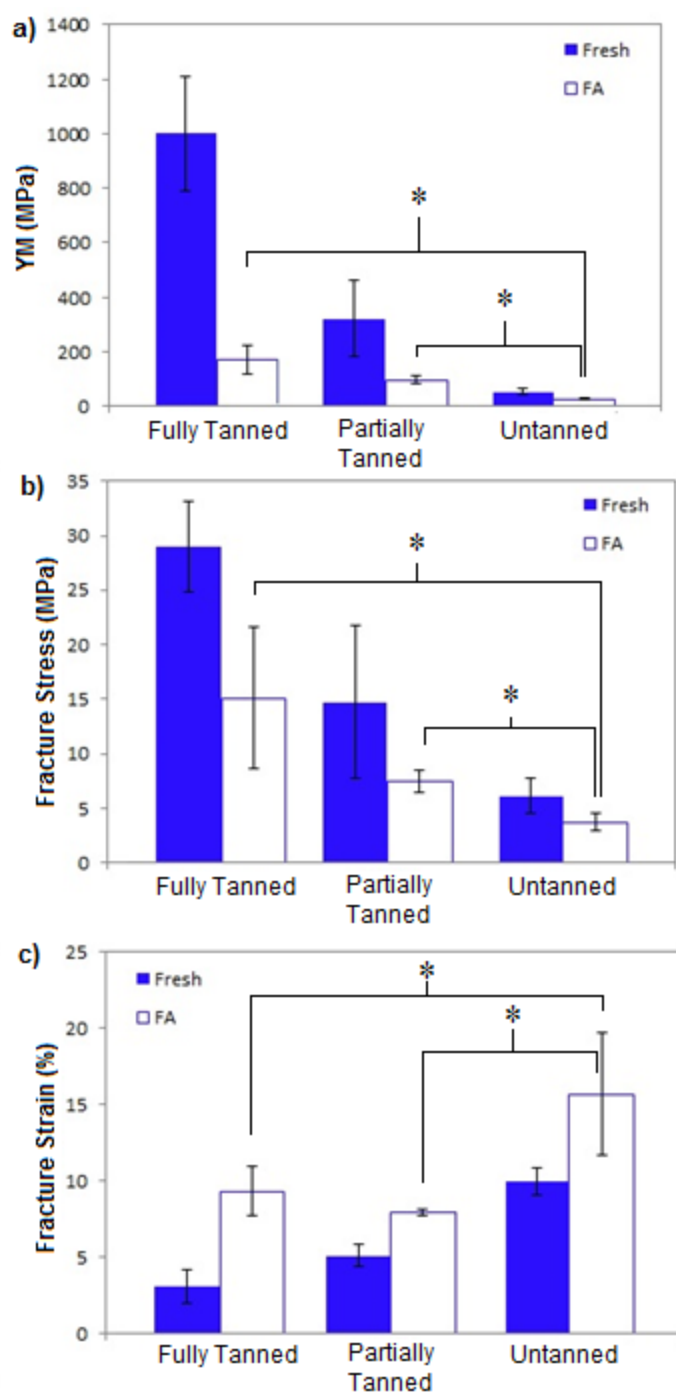 a)
1400
1200
1000
800
600
400
200
0
YM (MPa)
Fresh
FA
*
*
Fully Tanned
Partially
Tanned
Untanned
b)
35
30
25
20
15
10
5
0
Fracture Stress (MPa)
Fresh
FA
*
*
Fully Tanned
Partially
Tanned
Untanned
c)
25
20
15
10
5
0
Fracture Strain (%)
Fresh
FA
*
*
Fully Tanned
Partially
Tanned
Untanned